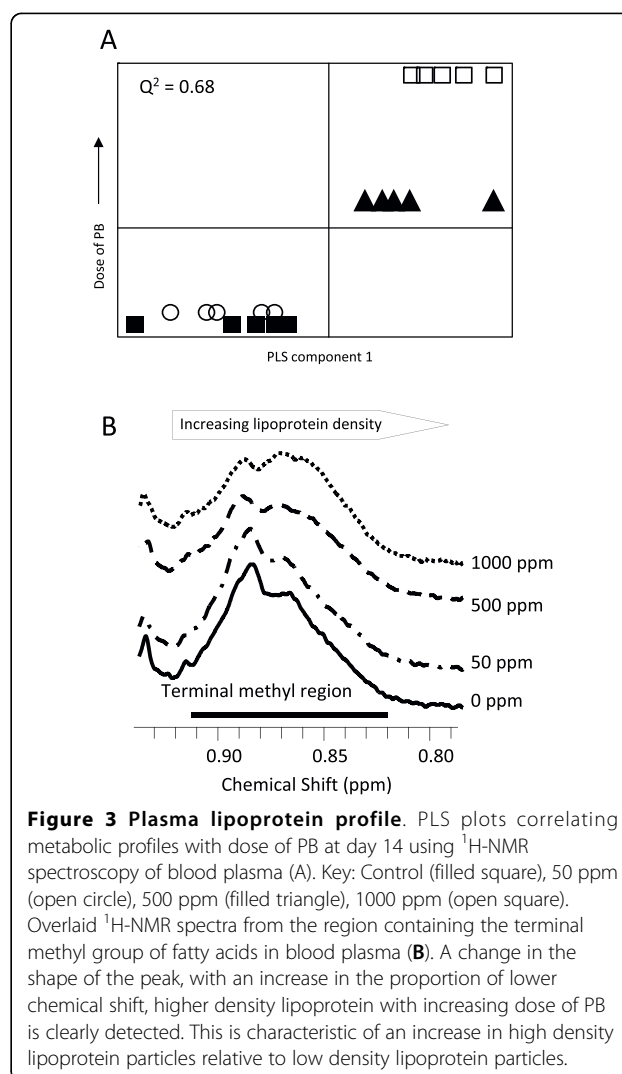 A
Q² = 0.68
Dose of PB
PLS component 1
B
Increasing lipoprotein density
1000 ppm
500 ppm
50 ppm
0 ppm
Terminal methyl region
0.90 0.85 0.80
Chemical Shift (ppm)
Figure 3 Plasma lipoprotein profile. PLS plots correlating
metabolic profiles with dose of PB at day 14 using ¹H-NMR
spectroscopy of blood plasma (A). Key: Control (filled square), 50 ppm
(open circle), 500 ppm (filled triangle), 1000 ppm (open square).
Overlaid ¹H-NMR spectra from the region containing the terminal
methyl group of fatty acids in blood plasma (B). A change in the
shape of the peak, with an increase in the proportion of lower
chemical shift, higher density lipoprotein with increasing dose of PB
is clearly detected. This is characteristic of an increase in high density
lipoprotein particles relative to low density lipoprotein particles.